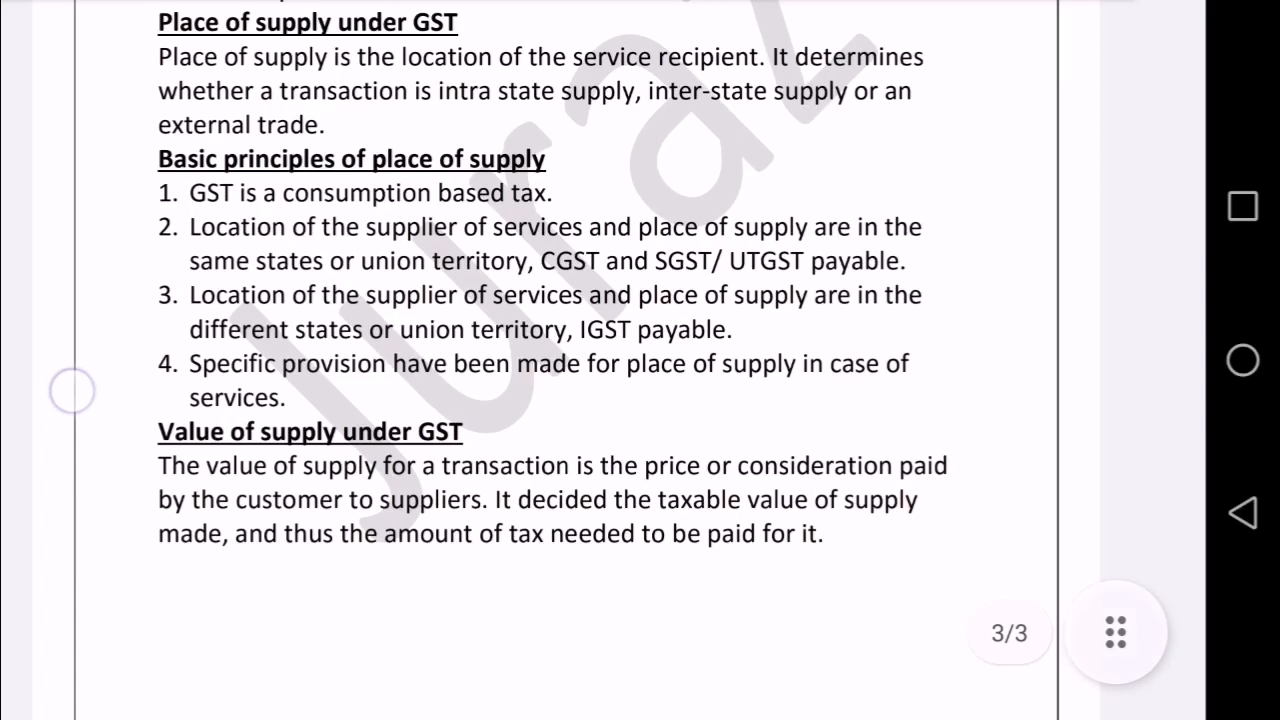 Place of supply under GST
Place of supply is the location of the service recipient. It determines
whether a transaction is intra state supply, inter-state supply or an
external trade.
Basic principles of place of supply
1. GST is a consumption based tax.
2. Location of the supplier of services and place of supply are in the
same states or union territory, CGST and SGST/ UTGST payable.
3. Location of the supplier of services and place of supply are in the
different states or union territory, IGST payable.
4. Specific provision have been made for place of supply in case of
services.
Value of supply under GST
The value of supply for a transaction is the price or consideration paid
by the customer to suppliers. It decided the taxable value of supply
made, and thus the amount of tax needed to be paid for it.
3/3
Juraz